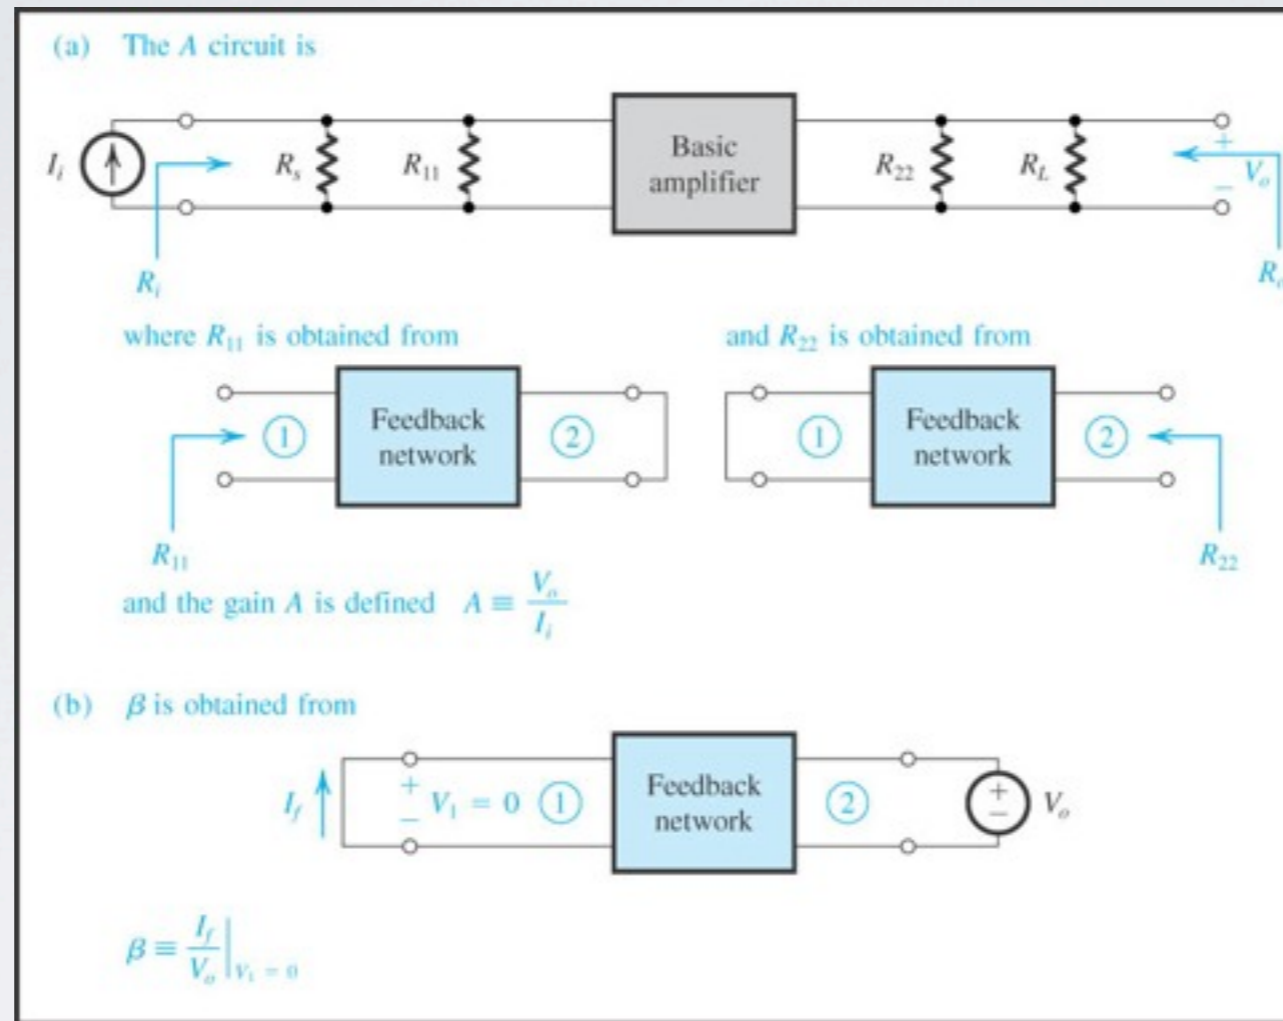 (a) The A circuit is
I_i
R_s
R_11
Basic
amplifier
R_22
R_L
+
V_o
−
R_i
where R_11 is obtained from
and R_22 is obtained from
1
Feedback
network
2
1
Feedback
network
2
R_11
R_22
and the gain A is defined A ≡ V_o / I_i
(b) β is obtained from
I_f
+
− V_1 = 0 1
Feedback
network
2
+
−
V_o
β ≡ I_f / V_o | V_1 = 0